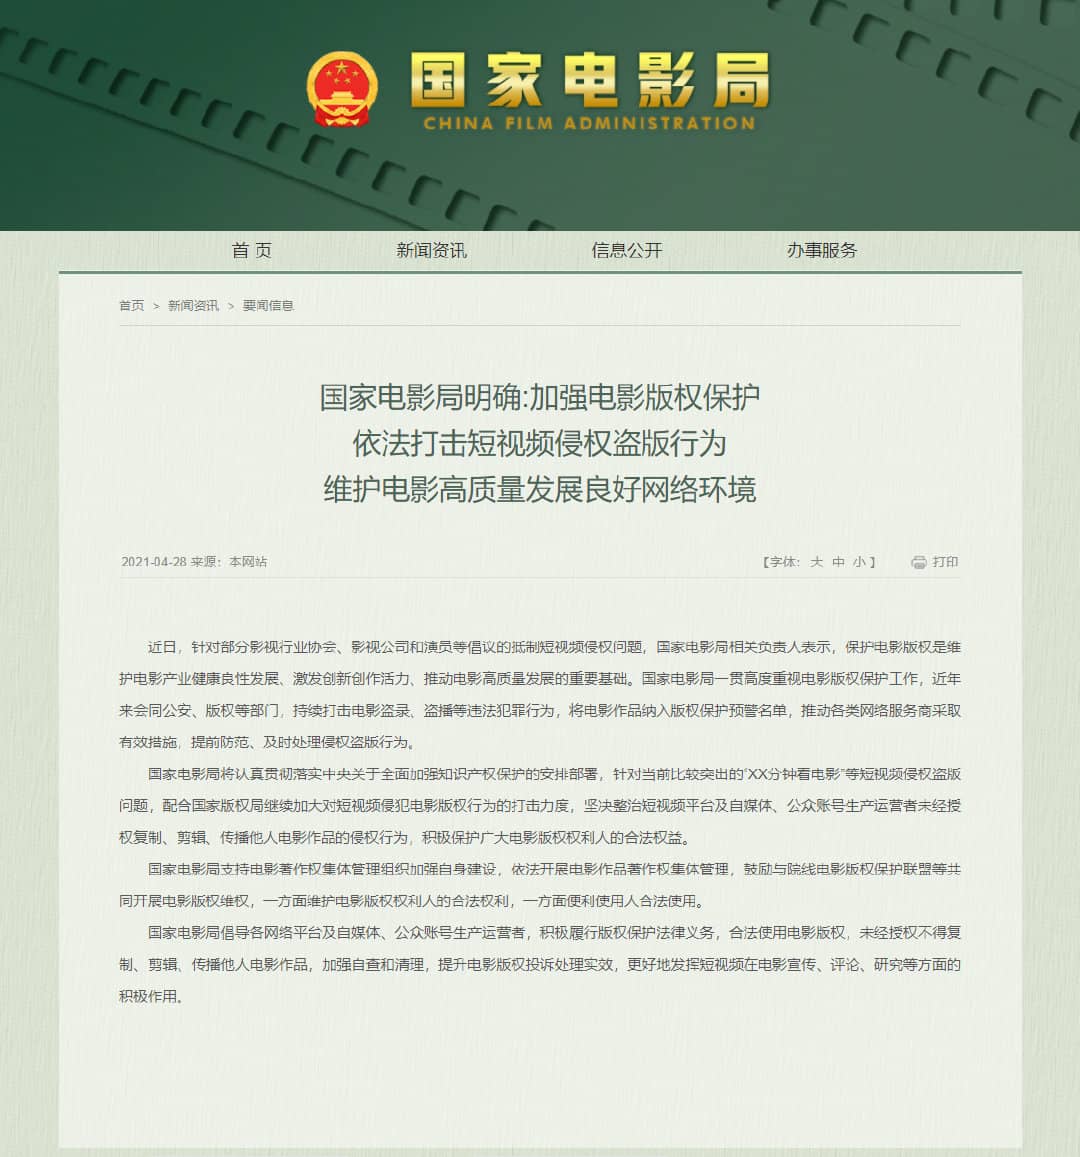 国家电影局
CHINA FILM ADMINISTRATION
首 页 新闻资讯 信息公开 办事服务
首页 > 新闻资讯 > 要闻信息
国家电影局明确:加强电影版权保护
依法打击短视频侵权盗版行为
维护电影高质量发展良好网络环境
2021-04-28 来源：本网站 【字体： 大 中 小 】 打印
近日，针对部分影视行业协会、影视公司和演员等倡议的抵制短视频侵权问题，国家电影局相关负责人表示，保护电影版权是维
护电影产业健康良性发展、激发创新创作活力、推动电影高质量发展的重要基础。国家电影局一贯高度重视电影版权保护工作，近年
来会同公安、版权等部门，持续打击电影盗录、盗播等违法犯罪行为，将电影作品纳入版权保护预警名单，推动各类网络服务商采取
有效措施，提前防范、及时处理侵权盗版行为。
国家电影局将认真贯彻落实中央关于全面加强知识产权保护的安排部署，针对当前比较突出的“XX分钟看电影”等短视频侵权盗版
问题，配合国家版权局继续加大对短视频侵犯电影版权行为的打击力度，坚决整治短视频平台及自媒体、公众账号生产运营者未经授
权复制、剪辑、传播他人电影作品的侵权行为，积极保护广大电影版权权利人的合法权益。
国家电影局支持电影著作权集体管理组织加强自身建设，依法开展电影作品著作权集体管理，鼓励与院线电影版权保护联盟等共
同开展电影版权维权，一方面维护电影版权权利人的合法权利，一方面便利使用人合法使用。
国家电影局倡导各网络平台及自媒体、公众账号生产运营者，积极履行版权保护法律义务，合法使用电影版权，未经授权不得复
制、剪辑、传播他人电影作品，加强自查和清理，提升电影版权投诉处理实效，更好地发挥短视频在电影宣传、评论、研究等方面的
积极作用。